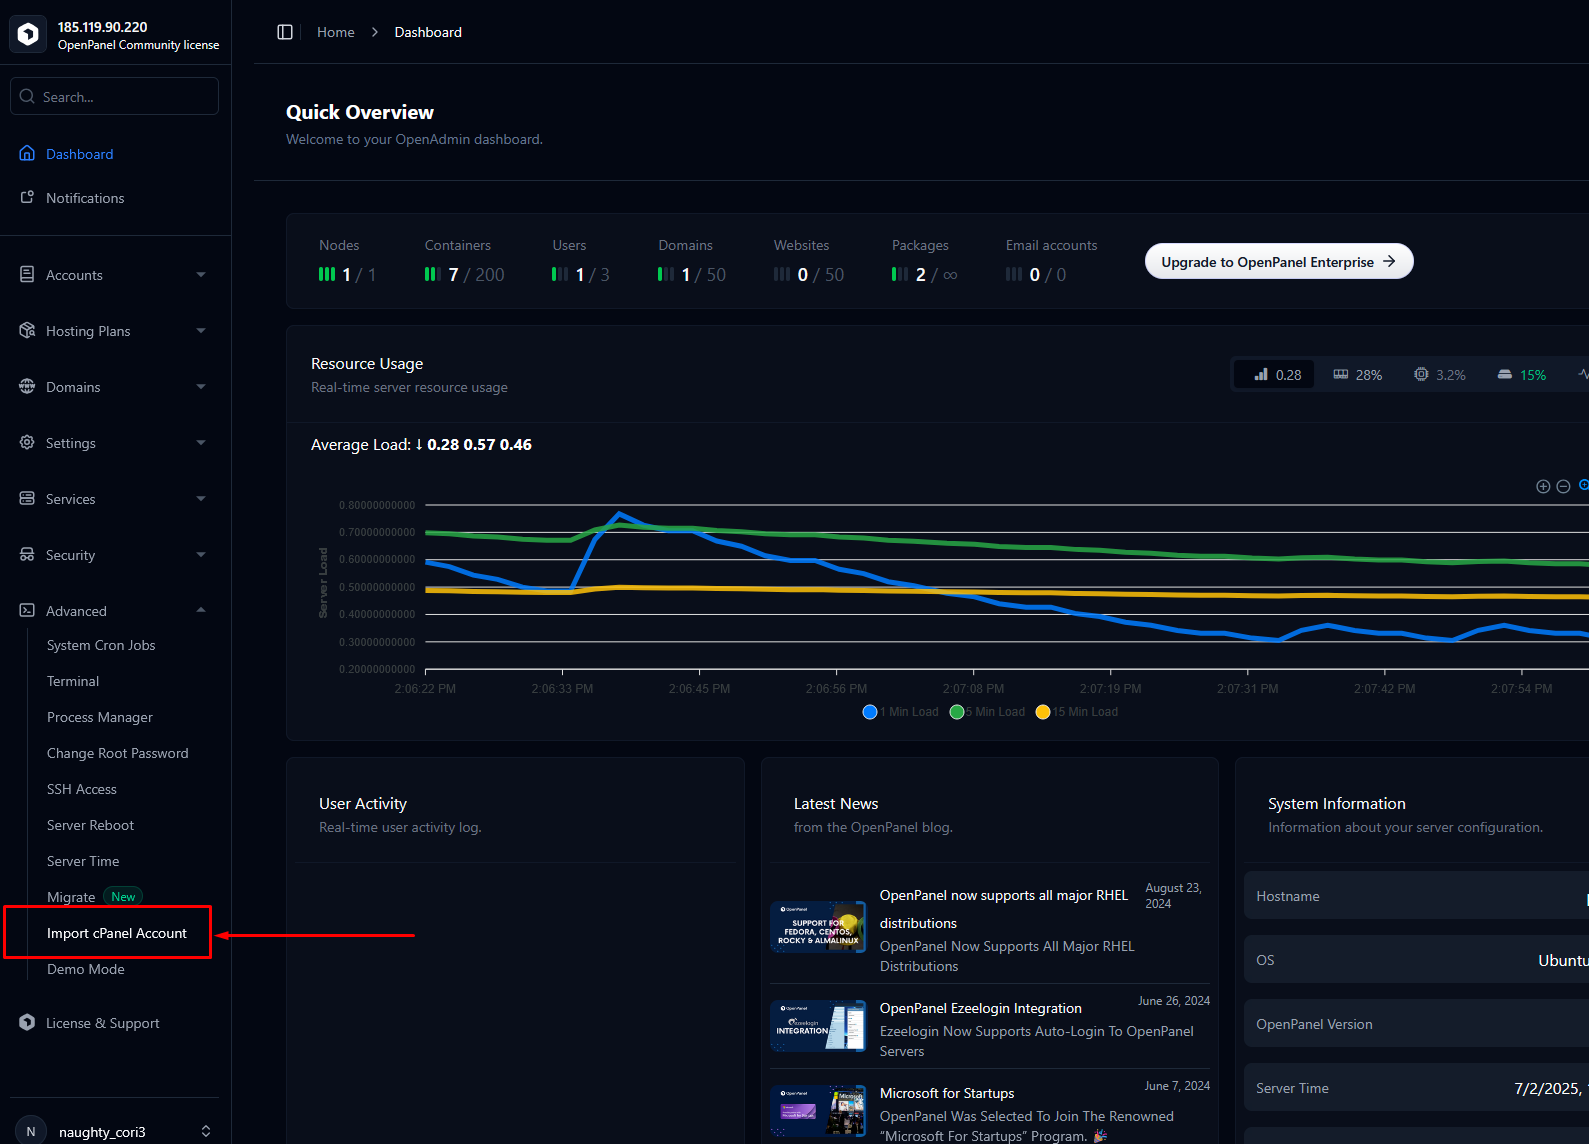 185.119.90.220
OpenPanel Community license
Search...
Dashboard
Notifications
Accounts
Hosting Plans
Domains
Settings
Services
Security
Advanced
System Cron Jobs
Terminal
Process Manager
Change Root Password
SSH Access
Server Reboot
Server Time
Migrate New
Import cPanel Account
Demo Mode
License & Support
N naughty_cori3
Home > Dashboard
Quick Overview
Welcome to your OpenAdmin dashboard.
Nodes Containers Users Domains Websites Packages Email accounts
1 / 1 7 / 200 1 / 3 1 / 50 0 / 50 2 / ∞ 0 / 0
Upgrade to OpenPanel Enterprise →
Resource Usage
Real-time server resource usage
0.28 28% 3.2% 15%
Average Load: ↓ 0.28 0.57 0.46
Server Load
0.80000000000
0.70000000000
0.60000000000
0.50000000000
0.40000000000
0.30000000000
0.20000000000
2:06:22 PM 2:06:33 PM 2:06:45 PM 2:06:56 PM 2:07:08 PM 2:07:19 PM 2:07:31 PM 2:07:42 PM 2:07:54 PM
1 Min Load 5 Min Load 15 Min Load
User Activity
Real-time user activity log.
Latest News
from the OpenPanel blog.
OpenPanel
SUPPORT FOR
FEDORA, CENTOS,
ROCKY & ALMALINUX
OpenPanel now supports all major RHEL
distributions
August 23,
2024
OpenPanel Now Supports All Major RHEL
Distributions
OpenPanel
ezeelogin
INTEGRATION
OpenPanel Ezeelogin Integration
June 26, 2024
Ezeelogin Now Supports Auto-Login To OpenPanel
Servers
OpenPanel
Microsoft
Microsoft for Startups
June 7, 2024
OpenPanel Was Selected To Join The Renowned
“Microsoft For Startups” Program. 🎉
System Information
Information about your server configuration.
Hostname
OS Ubuntu
OpenPanel Version
Server Time 7/2/2025,